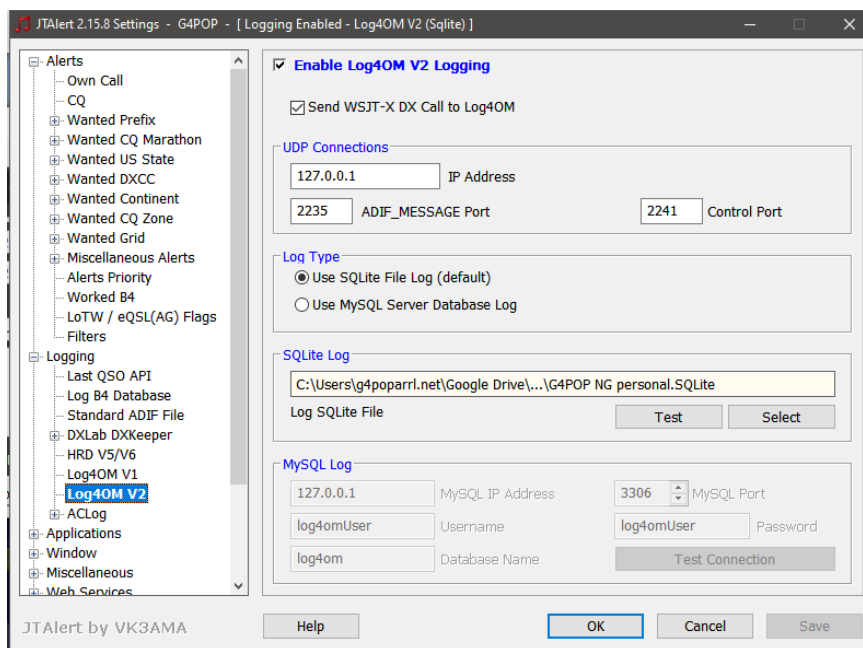 JTAlert 2.15.8 Settings - G4POP - [ Logging Enabled - Log4OM V2 (Sqlite) ]
Alerts
Own Call
CQ
Wanted Prefix
Wanted CQ Marathon
Wanted US State
Wanted DXCC
Wanted Continent
Wanted CQ Zone
Wanted Grid
Miscellaneous Alerts
Alerts Priority
Worked B4
LoTW / eQSL(AG) Flags
Filters
Logging
Last QSO API
Log B4 Database
Standard ADIF File
DXLab DXKeeper
HRD V5/V6
Log4OM V1
Log4OM V2
ACLog
Applications
Window
Miscellaneous
Web Services
Enable Log4OM V2 Logging
Send WSJT-X DX Call to Log4OM
UDP Connections
127.0.0.1 IP Address
2235 ADIF_MESSAGE Port 2241 Control Port
Log Type
Use SQLite File Log (default)
Use MySQL Server Database Log
SQLite Log
C:\Users\g4poparrl.net\Google Drive\...\G4POP NG personal.SQLite
Log SQLite File Test Select
MySQL Log
127.0.0.1 MySQL IP Address 3306 MySQL Port
log4omUser Username log4omUser Password
log4om Database Name Test Connection
JTAlert by VK3AMA Help OK Cancel Save